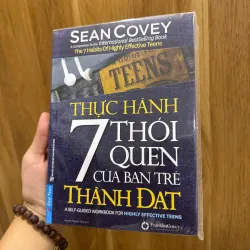 SEAN COVEY
A Companion to the International Bestselling Book
The 7 Habits Of Highly Effective Teens
TEENS
THỰC HÀNH
7 THÓI
QUEN
CỦA BẠN TRẺ
THÀNH ĐẠT
A SELF-GUIDED WORKBOOK FOR HIGHLY EFFECTIVE TEENS
FranklinCovey